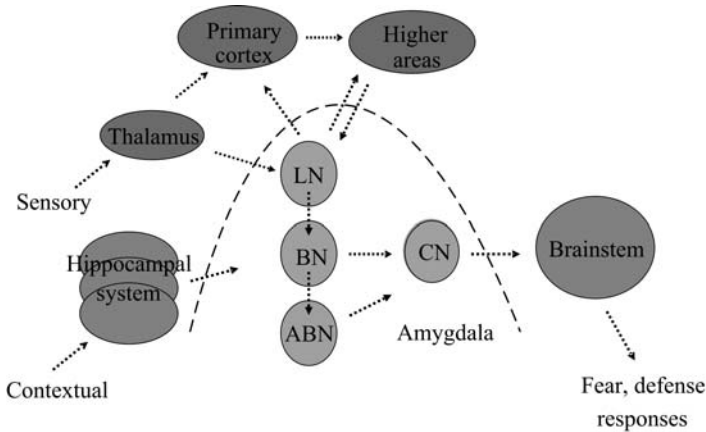 Primary
cortex
Higher
areas
Thalamus
LN
Sensory
Hippocampal
system
BN
CN
Brainstem
ABN
Amygdala
Contextual
Fear, defense
responses